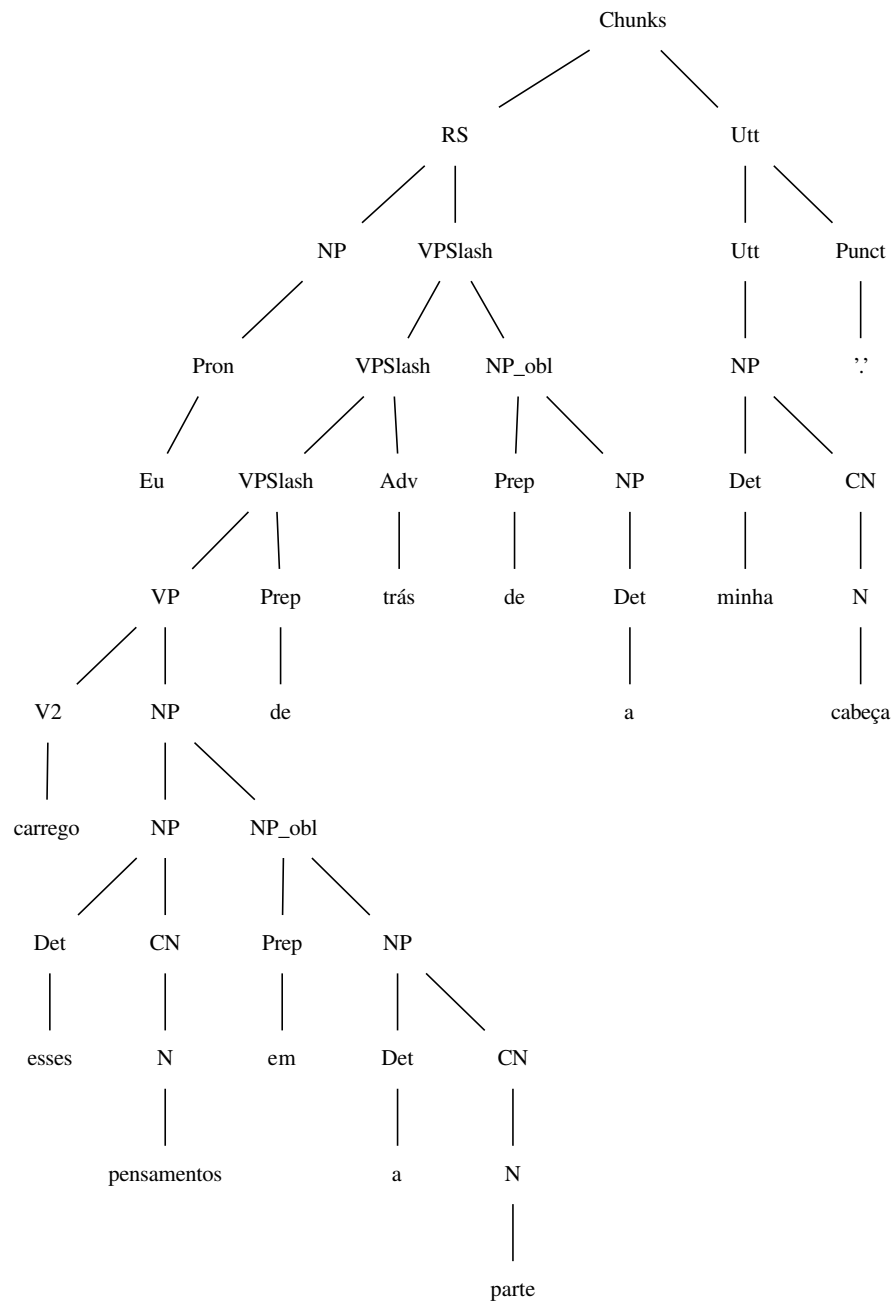 Chunks
RS Utt
NP VPSlash Utt Punct
Pron VPSlash NP_obl NP '.'
Eu VPSlash Adv Prep NP Det CN
VP Prep trás de Det minha N
V2 NP de a cabeça
carrego NP NP_obl
Det CN Prep NP
esses N em Det CN
pensamentos a N
parte